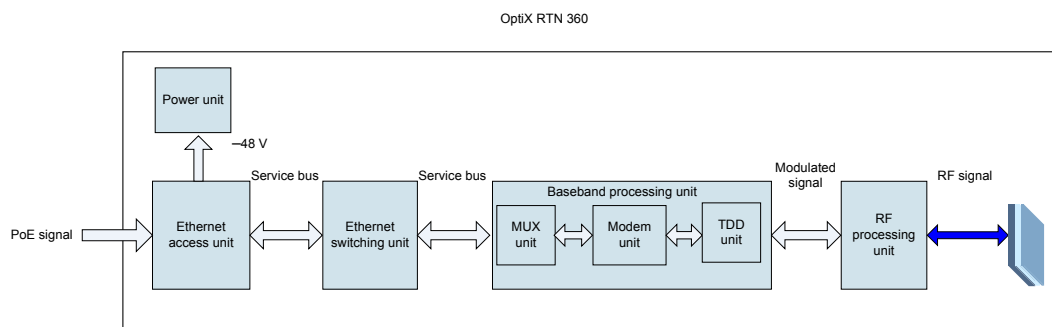 OptiX RTN 360
Power unit
–48 V
Service bus
Service bus
Baseband processing unit
Modulated
signal
RF signal
PoE signal
Ethernet
access unit
Ethernet
switching unit
MUX
unit
Modem
unit
TDD
unit
RF
processing
unit